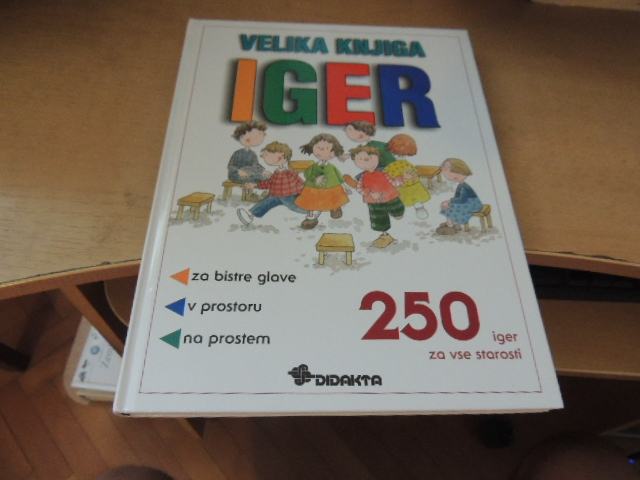 VELIKA KNJIGA
IGER
za bistre glave
v prostoru
na prostem
250 iger
za vse starosti
DIDAKTA